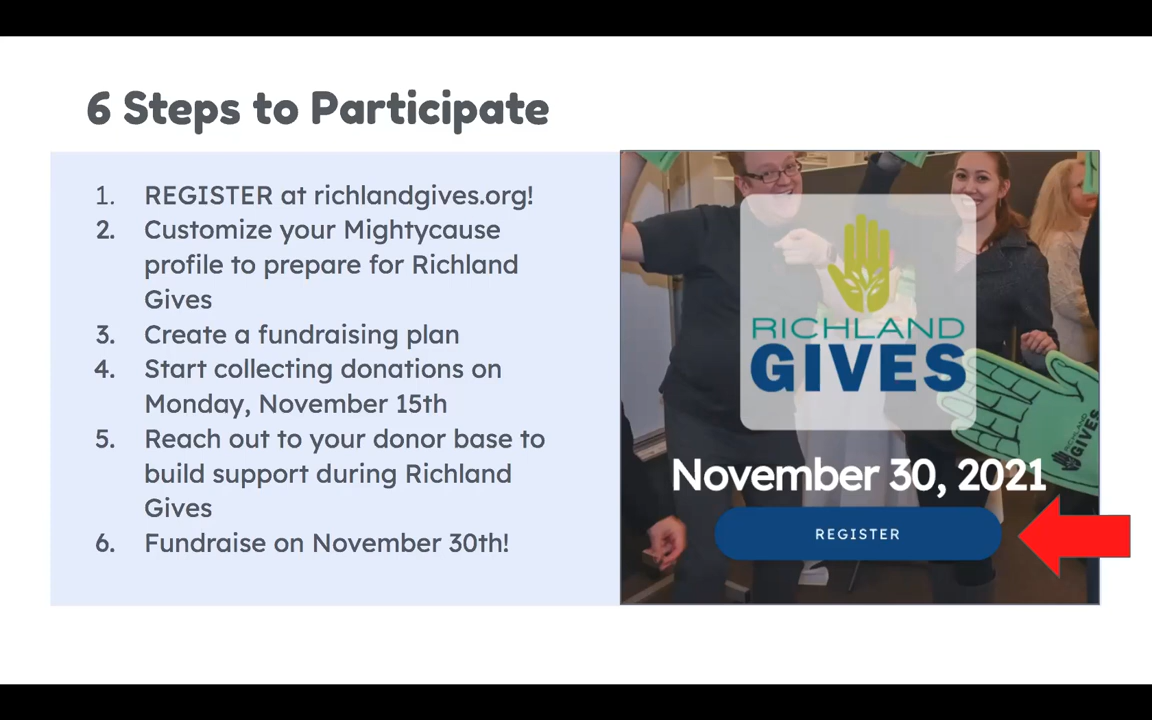 6 Steps to Participate
1. REGISTER at richlandgives.org!
2. Customize your Mightycause
profile to prepare for Richland
Gives
3. Create a fundraising plan
4. Start collecting donations on
Monday, November 15th
5. Reach out to your donor base to
build support during Richland
Gives
6. Fundraise on November 30th!
RICHLAND
GIVES
RICHLAND
GIVES
November 30, 2021
REGISTER